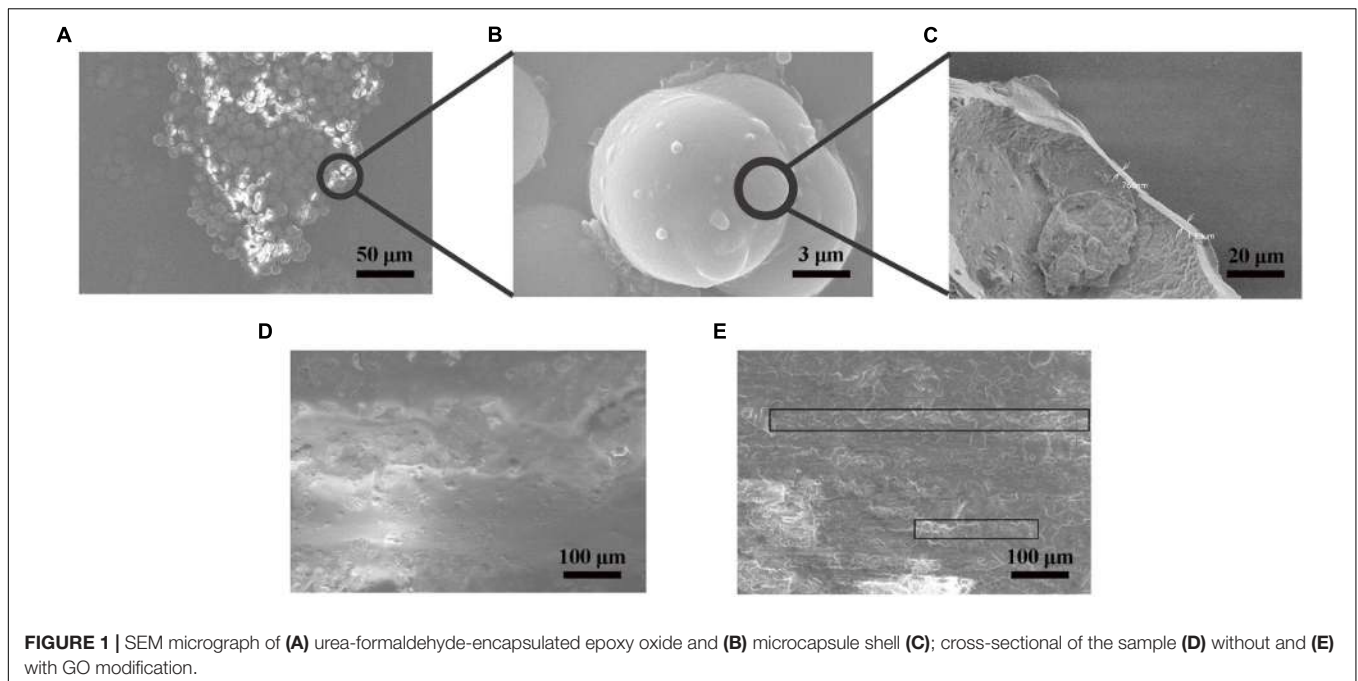 A
B
C
50 µm
3 µm
20 µm
D
E
100 µm
100 µm
FIGURE 1 | SEM micrograph of (A) urea-formaldehyde-encapsulated epoxy oxide and (B) microcapsule shell (C); cross-sectional of the sample (D) without and (E)
with GO modification.